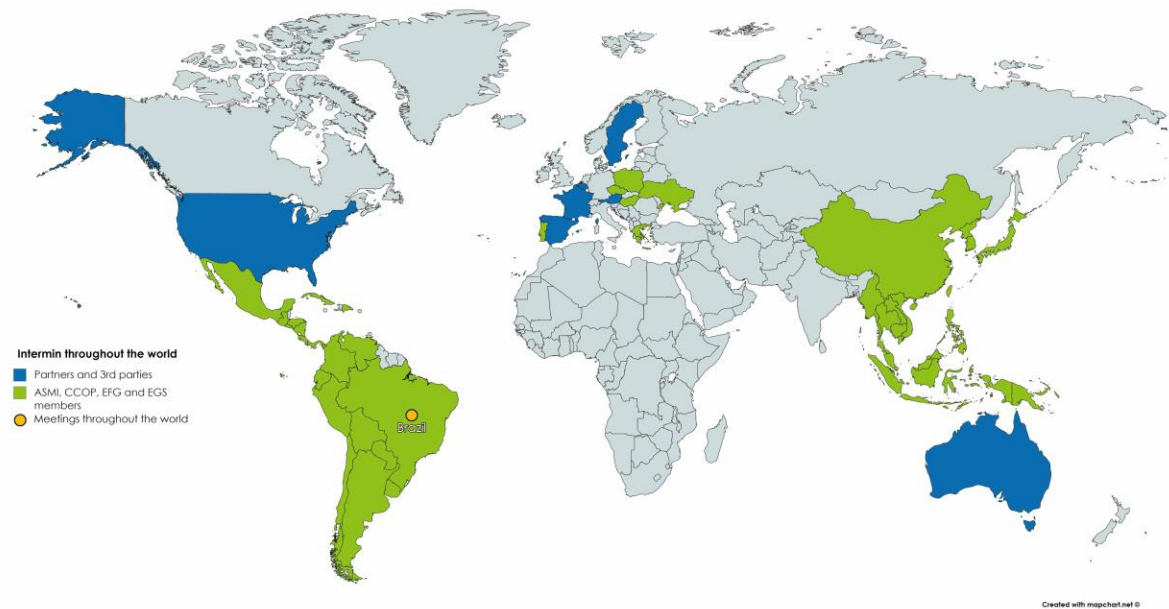 Brazil
Intermin throughout the world
Partners and 3rd parties
ASMI, CCOP, EFG and EGS
members
Meetings throughout the world
Created with mapchart.net ©